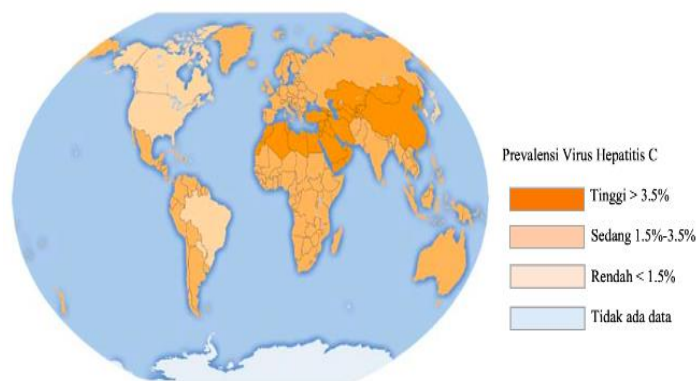 Prevalensi Virus Hepatitis C
Tinggi > 3.5%
Sedang 1.5%-3.5%
Rendah < 1.5%
Tidak ada data